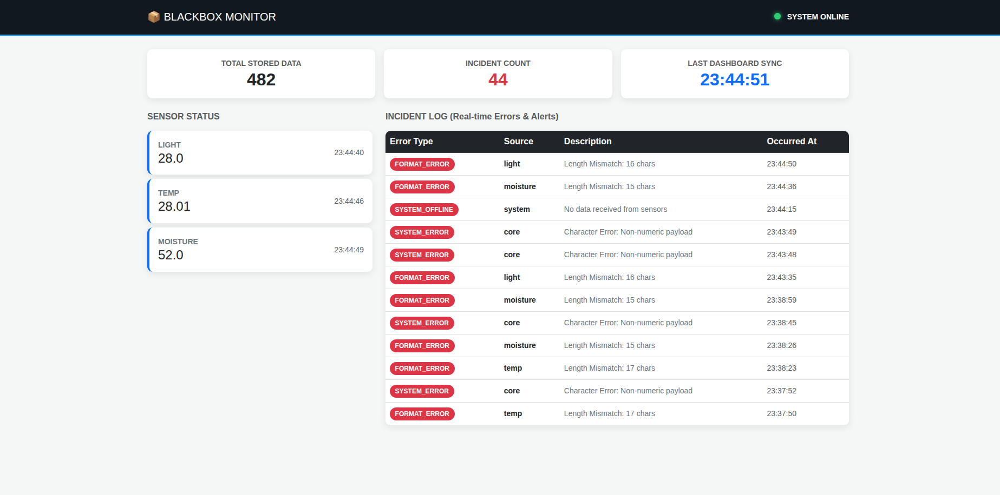 📦 BLACKBOX MONITOR
SYSTEM ONLINE
TOTAL STORED DATA
482
INCIDENT COUNT
44
LAST DASHBOARD SYNC
23:44:51
SENSOR STATUS
LIGHT
28.0
23:44:40
TEMP
28.01
23:44:46
MOISTURE
52.0
23:44:49
INCIDENT LOG (Real-time Errors & Alerts)
Error Type Source Description Occurred At
FORMAT_ERROR light Length Mismatch: 16 chars 23:44:50
FORMAT_ERROR moisture Length Mismatch: 15 chars 23:44:36
SYSTEM_OFFLINE system No data received from sensors 23:44:15
SYSTEM_ERROR core Character Error: Non-numeric payload 23:43:49
SYSTEM_ERROR core Character Error: Non-numeric payload 23:43:48
FORMAT_ERROR light Length Mismatch: 16 chars 23:43:35
FORMAT_ERROR moisture Length Mismatch: 15 chars 23:38:59
SYSTEM_ERROR core Character Error: Non-numeric payload 23:38:45
FORMAT_ERROR moisture Length Mismatch: 15 chars 23:38:26
FORMAT_ERROR temp Length Mismatch: 17 chars 23:38:23
SYSTEM_ERROR core Character Error: Non-numeric payload 23:37:52
FORMAT_ERROR temp Length Mismatch: 17 chars 23:37:50